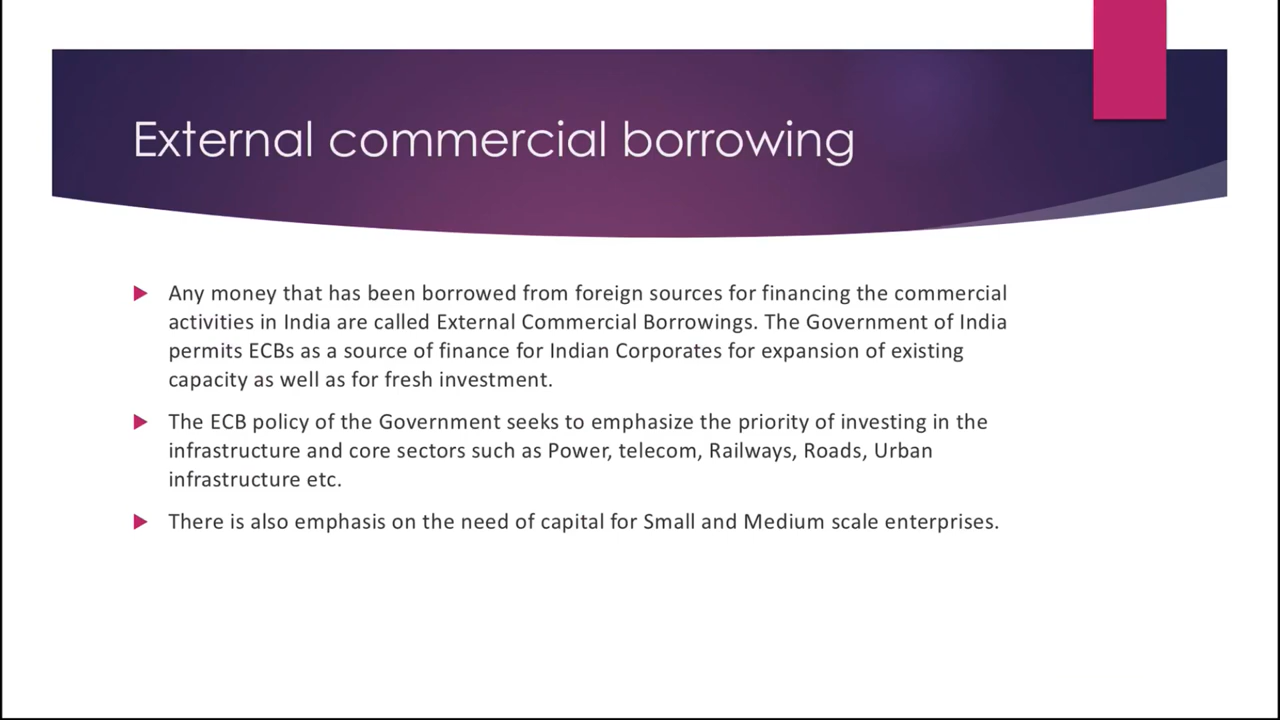 External commercial borrowing
Any money that has been borrowed from foreign sources for financing the commercial
activities in India are called External Commercial Borrowings. The Government of India
permits ECBs as a source of finance for Indian Corporates for expansion of existing
capacity as well as for fresh investment.
The ECB policy of the Government seeks to emphasize the priority of investing in the
infrastructure and core sectors such as Power, telecom, Railways, Roads, Urban
infrastructure etc.
There is also emphasis on the need of capital for Small and Medium scale enterprises.